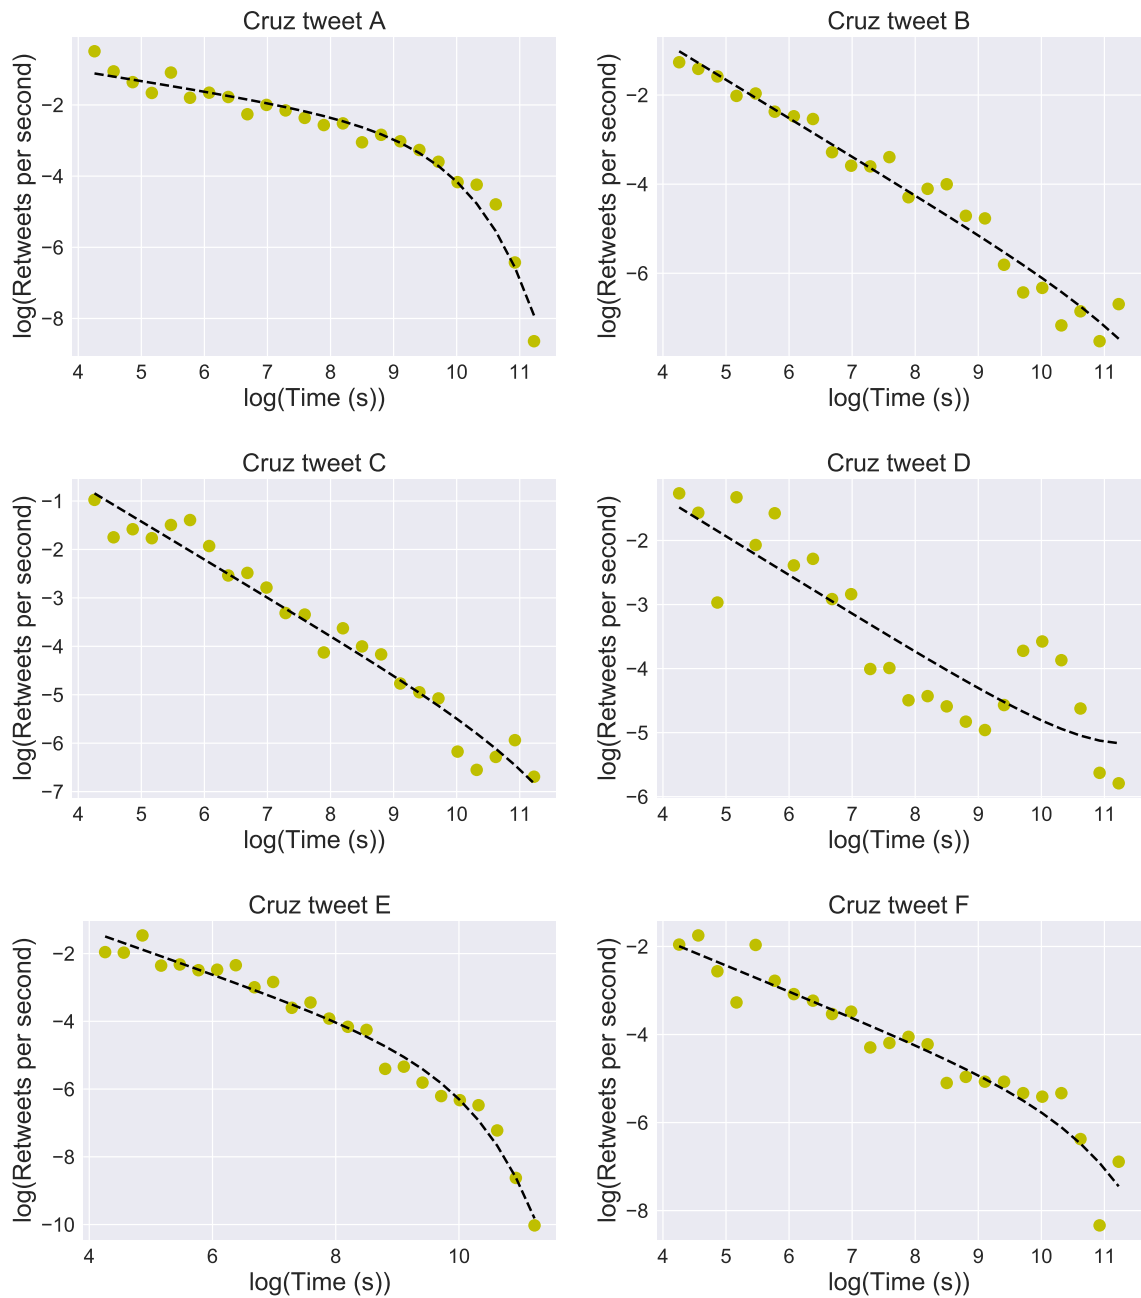 Cruz tweet A
log(Retweets per second)
−2
−4
−6
−8
4 5 6 7 8 9 10 11
log(Time (s))
Cruz tweet B
log(Retweets per second)
−2
−4
−6
4 5 6 7 8 9 10 11
log(Time (s))
Cruz tweet C
log(Retweets per second)
−1
−2
−3
−4
−5
−6
−7
4 5 6 7 8 9 10 11
log(Time (s))
Cruz tweet D
log(Retweets per second)
−2
−3
−4
−5
−6
4 5 6 7 8 9 10 11
log(Time (s))
Cruz tweet E
log(Retweets per second)
−2
−4
−6
−8
−10
4 6 8 10
log(Time (s))
Cruz tweet F
log(Retweets per second)
−2
−4
−6
−8
4 5 6 7 8 9 10 11
log(Time (s))